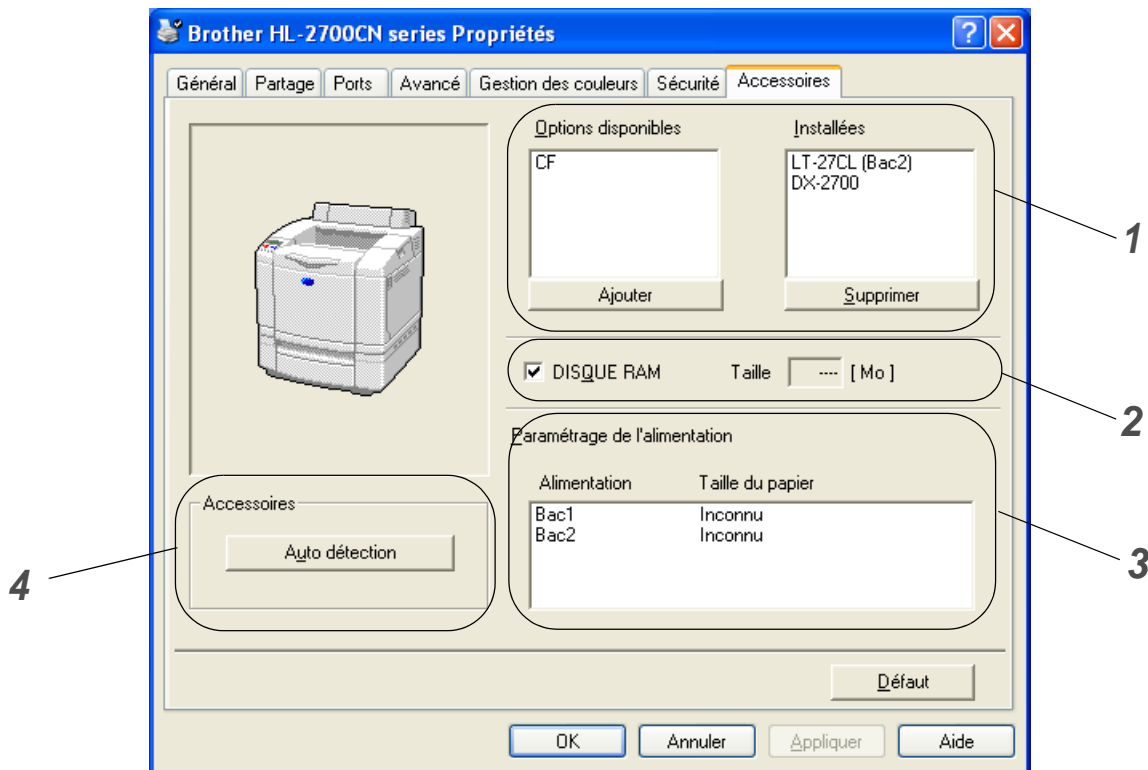 Brother HL-2700CN series Propriétés
Général Partage Ports Avancé Gestion des couleurs Sécurité Accessoires
Options disponibles Installées
CF
LT-27CL (Bac2)
DX-2700
Ajouter Supprimer
1
DISQUE RAM Taille ---- [ Mo ]
2
Paramétrage de l'alimentation
Alimentation Taille du papier
Bac1 Inconnu
Bac2 Inconnu
3
Accessoires
Auto détection
4
Défaut
OK Annuler Appliquer Aide